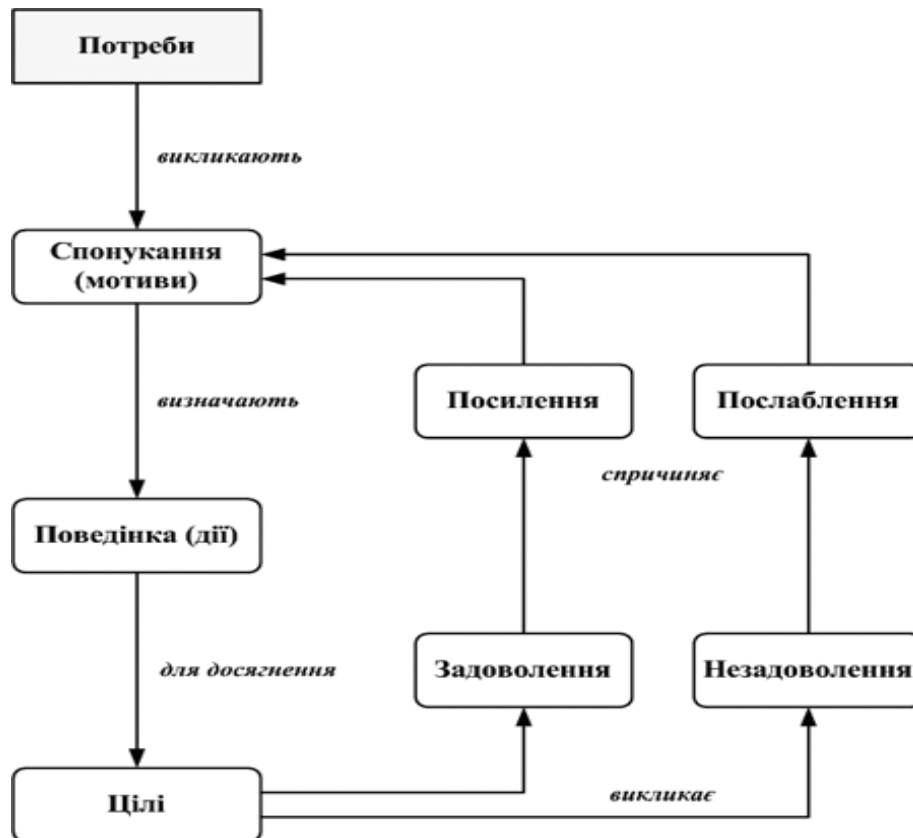 Потреби
викликають
Спонукання
(мотиви)
визначають
Посилення
Послаблення
спричиняє
Поведінка (дії)
для досягнення
Задоволення
Незадоволення
викликає
Цілі